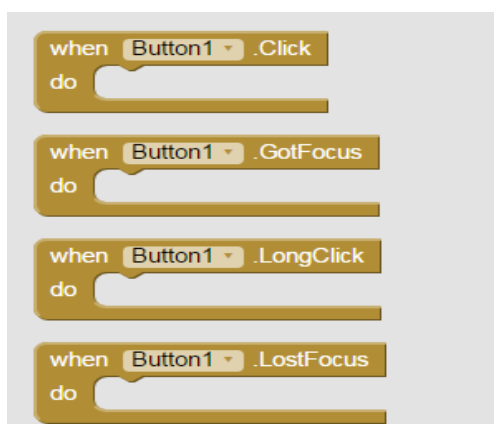 when Button1 .Click
do
when Button1 .GotFocus
do
when Button1 .LongClick
do
when Button1 .LostFocus
do